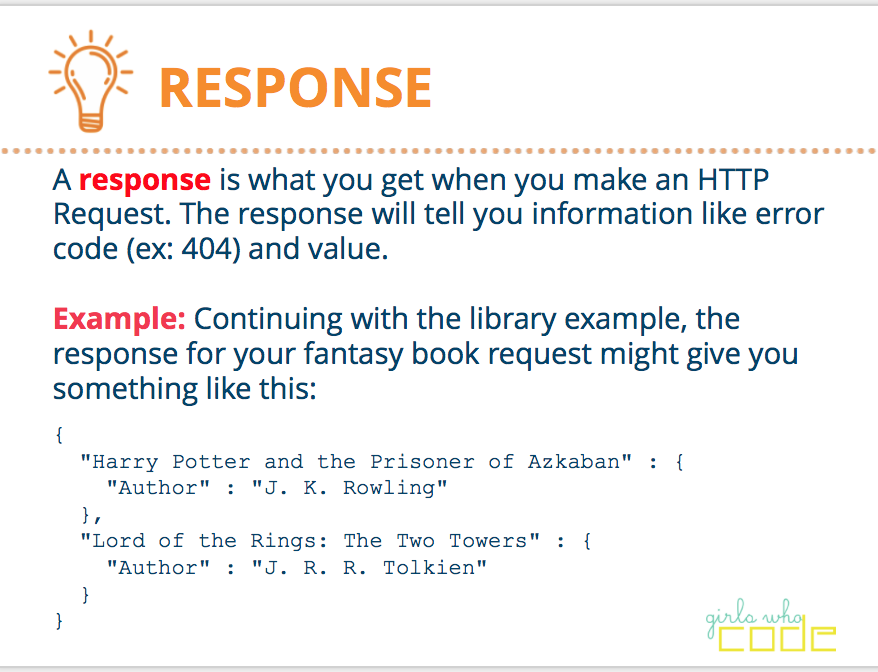 RESPONSE
A response is what you get when you make an HTTP
Request. The response will tell you information like error
code (ex: 404) and value.
Example: Continuing with the library example, the
response for your fantasy book request might give you
something like this:
{
  "Harry Potter and the Prisoner of Azkaban" : {
    "Author" : "J. K. Rowling"
  },
  "Lord of the Rings: The Two Towers" : {
    "Author" : "J. R. R. Tolkien"
  }
}
girls who
code